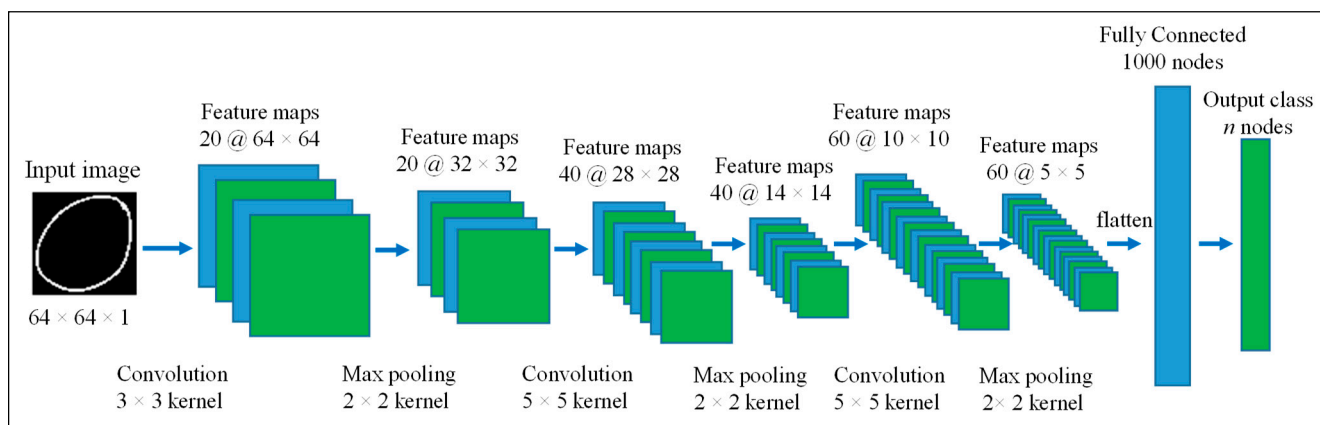 Input image
64 × 64 × 1
Feature maps
20 @ 64 × 64
Feature maps
20 @ 32 × 32
Feature maps
40 @ 28 × 28
Feature maps
40 @ 14 × 14
Feature maps
60 @ 10 × 10
Feature maps
60 @ 5 × 5
flatten
Fully Connected
1000 nodes
Output class
n nodes
Convolution
3 × 3 kernel
Max pooling
2 × 2 kernel
Convolution
5 × 5 kernel
Max pooling
2 × 2 kernel
Convolution
5 × 5 kernel
Max pooling
2 × 2 kernel